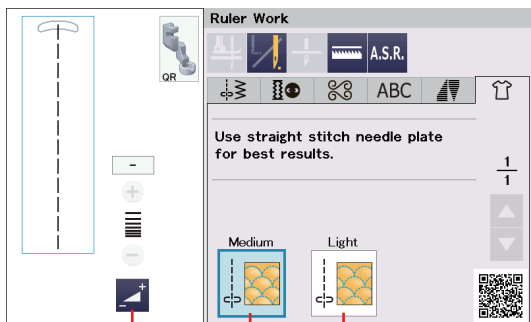 Ruler Work
QR
A.S.R.
ABC
Use straight stitch needle plate
for best results.
-
+
1
1
-
Medium
Light
+